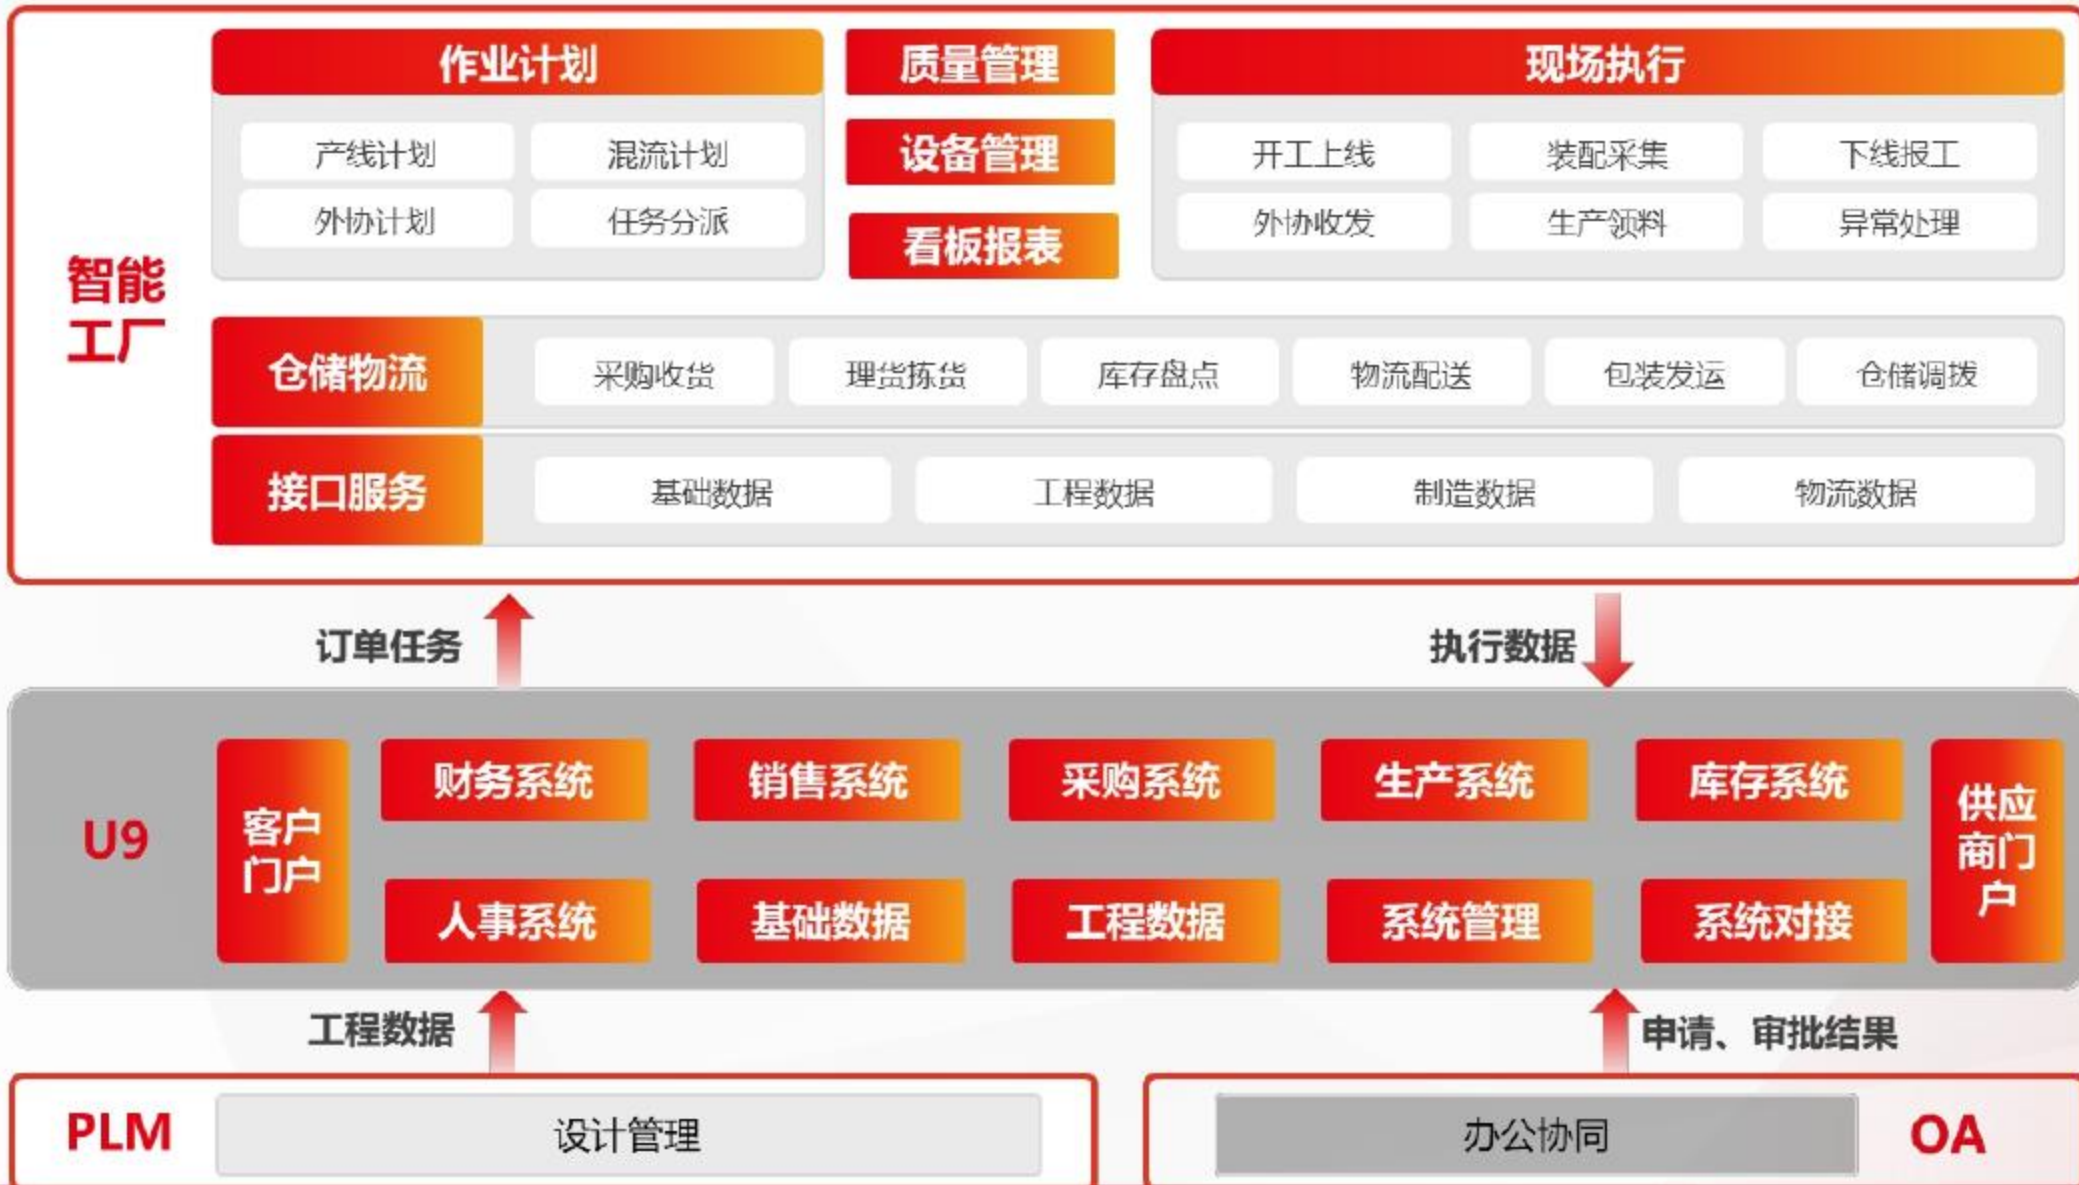 作业计划
质量管理
现场执行
产线计划
混流计划
设备管理
开工上线
装配采集
下线报工
外协计划
任务分派
看板报表
外协收发
生产领料
异常处理
智能
工厂
仓储物流
采购收货
理货拣货
库存盘点
物流配送
包装发运
仓储调拨
接口服务
基础数据
工程数据
制造数据
物流数据
订单任务
执行数据
U9
客户
门户
财务系统
销售系统
采购系统
生产系统
库存系统
人事系统
基础数据
工程数据
系统管理
系统对接
供应
商门
户
工程数据
申请、审批结果
PLM
设计管理
办公协同
OA